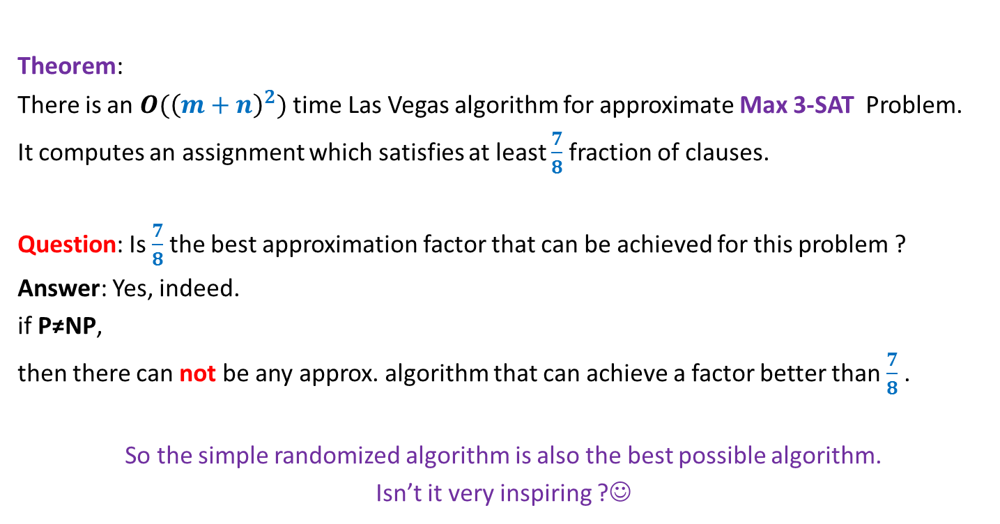 Theorem:
There is an O((m + n)²) time Las Vegas algorithm for approximate Max 3-SAT Problem.
It computes an assignment which satisfies at least 7/8 fraction of clauses.
Question: Is 7/8 the best approximation factor that can be achieved for this problem ?
Answer: Yes, indeed.
if P≠NP,
then there can not be any approx. algorithm that can achieve a factor better than 7/8 .
So the simple randomized algorithm is also the best possible algorithm.
Isn’t it very inspiring ?☺